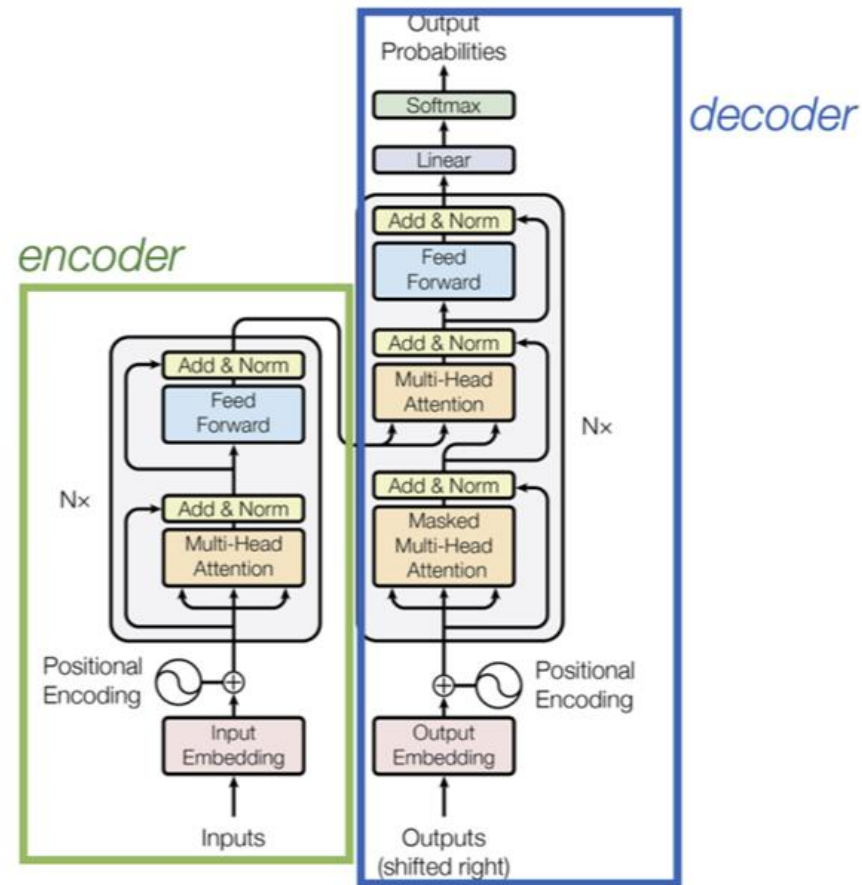 encoder
Add & Norm
Feed
Forward
Nx
Add & Norm
Multi-Head
Attention
Positional
Encoding
Input
Embedding
Inputs
decoder
Output
Probabilities
Softmax
Linear
Add & Norm
Feed
Forward
Add & Norm
Multi-Head
Attention
Nx
Add & Norm
Masked
Multi-Head
Attention
Positional
Encoding
Output
Embedding
Outputs
(shifted right)